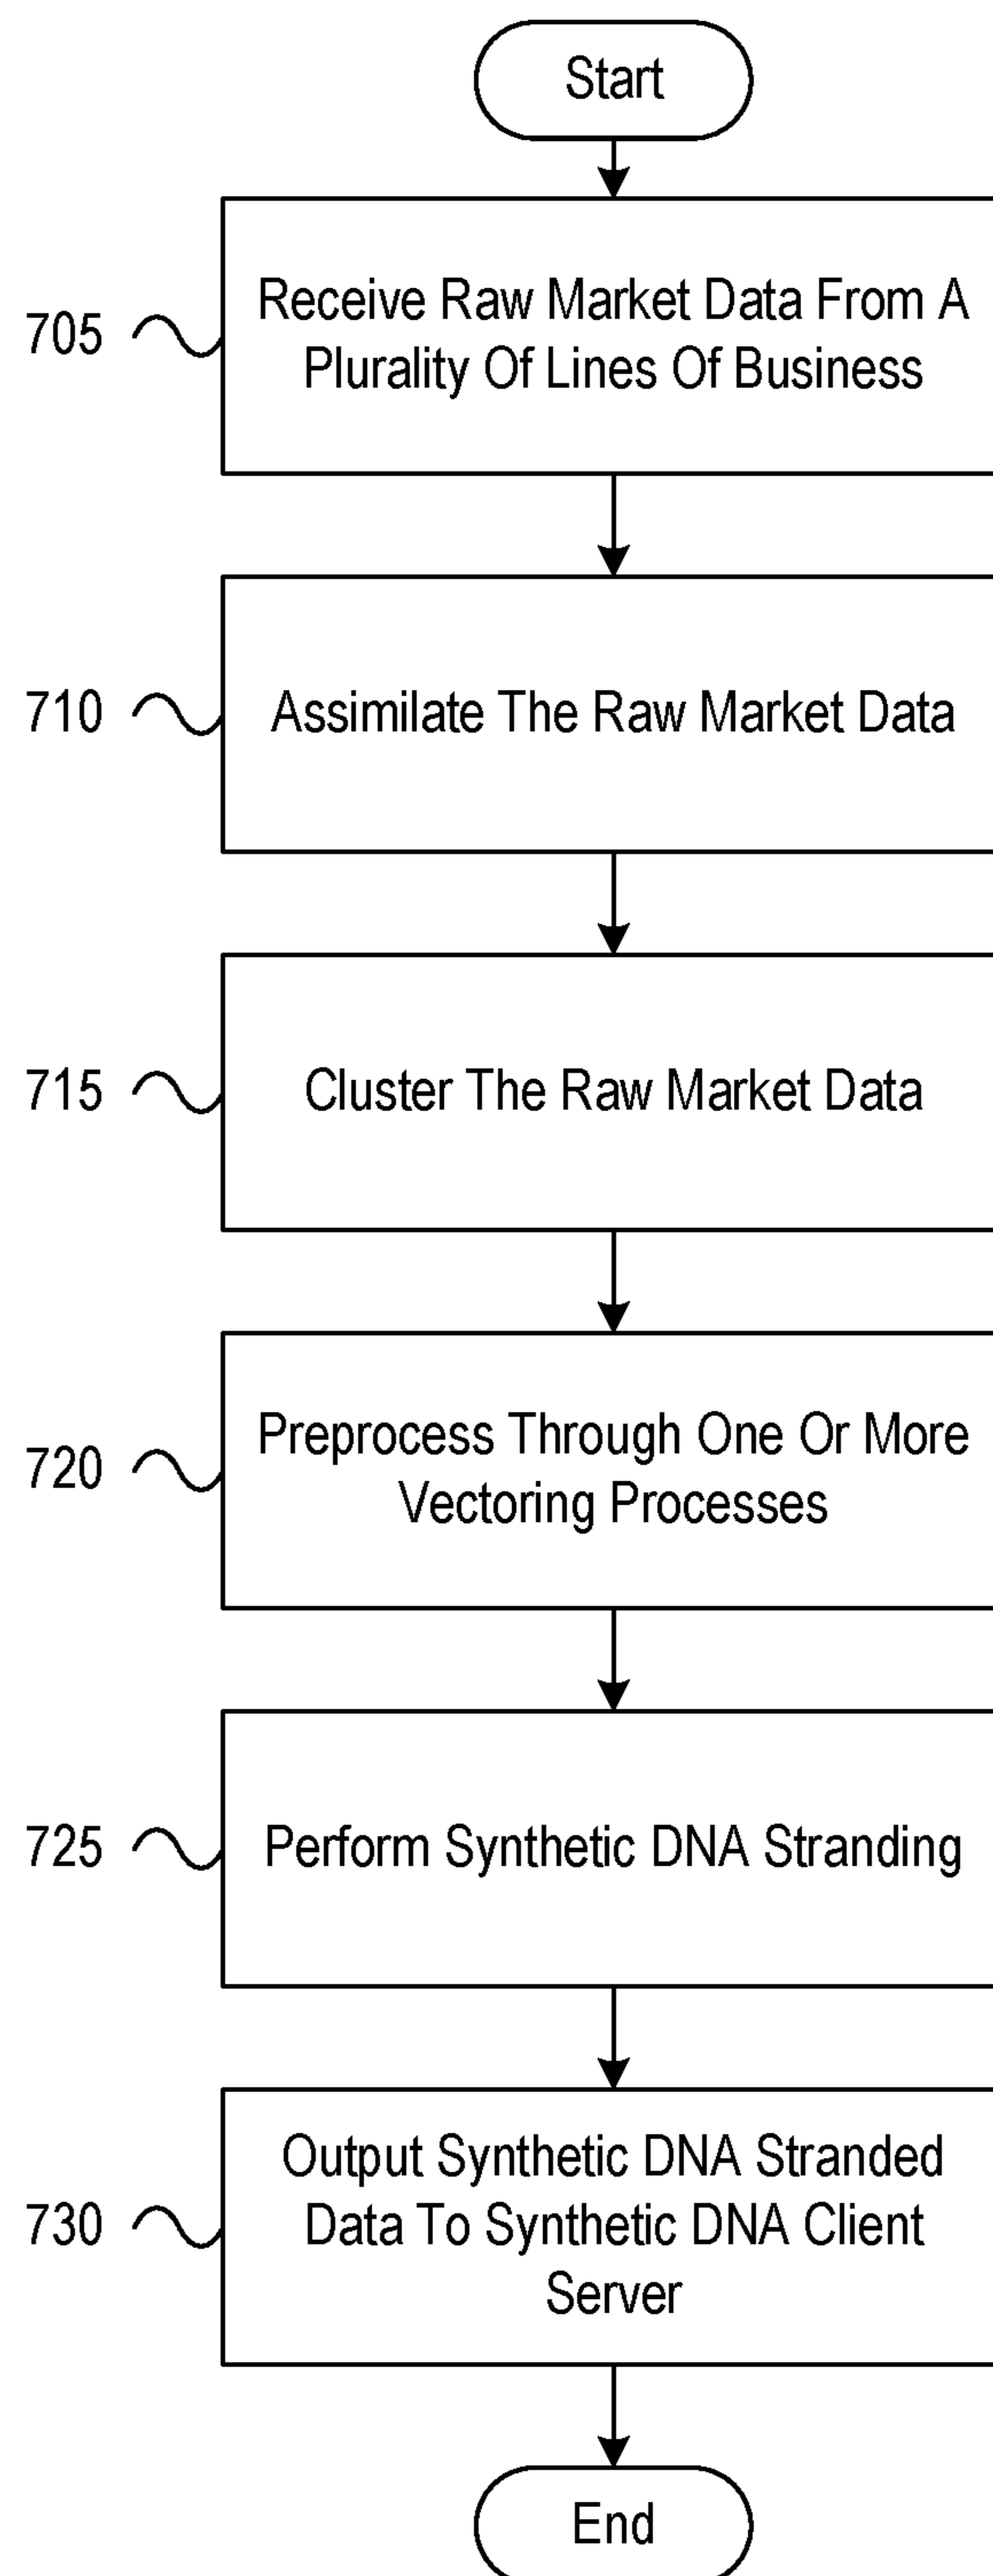 Start
705
Receive Raw Market Data From A
Plurality Of Lines Of Business
710
Assimilate The Raw Market Data
715
Cluster The Raw Market Data
720
Preprocess Through One Or More
Vectoring Processes
725
Perform Synthetic DNA Stranding
730
Output Synthetic DNA Stranded
Data To Synthetic DNA Client
Server
End